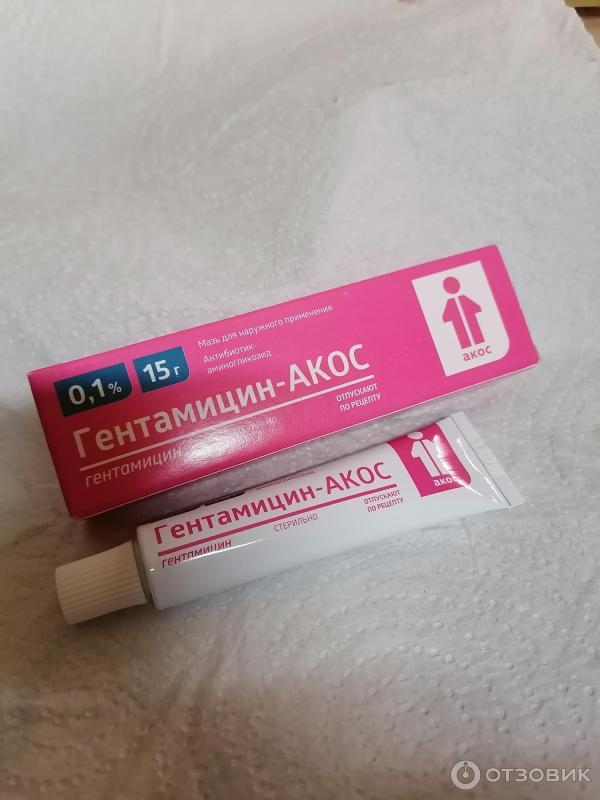 0,1%
15 г
Мазь для наружного применения
Антибиотик-
аминогликозид
Гентамицин-АКОС
гентамицин
СТЕРИЛЬНО
ОТПУСКАЮТ
ПО РЕЦЕПТУ
акос
Гентамицин-АКОС
гентамицин
СТЕРИЛЬНО
ОТПУСКАЮТ
ПО РЕЦЕПТУ
акос
ОТЗОВИК